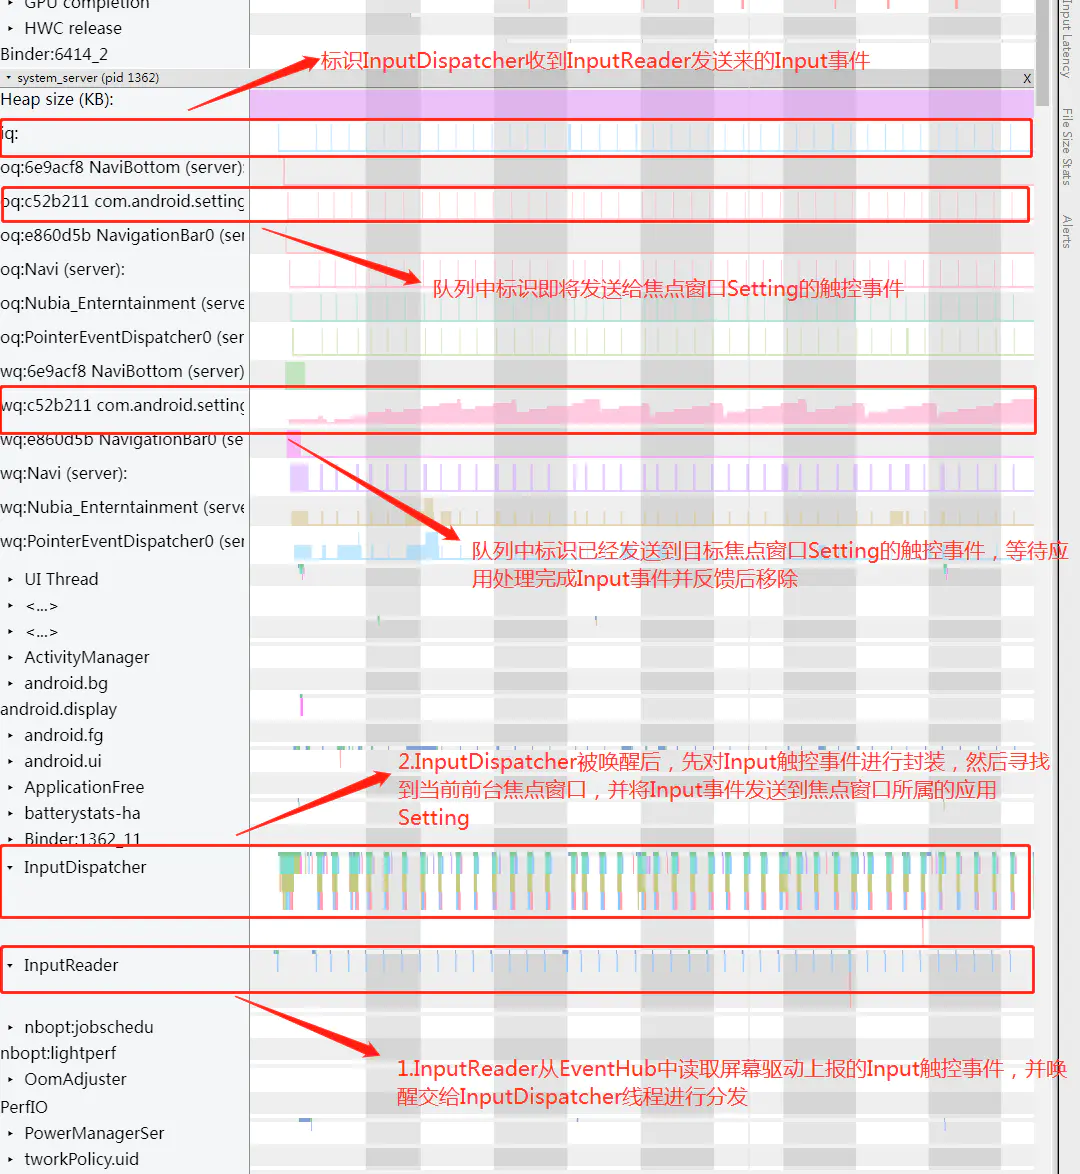 GPU completion
HWC release
Binder:6414_2
标识InputDispatcher收到InputReader发送来的Input事件
system_server (pid 1362)
X
Heap size (KB):
iq:
oq:6e9acf8 NaviBottom (server):
oq:c52b211 com.android.setting
oq:e860d5b NavigationBar0 (ser
oq:Navi (server):
队列中标识即将发送给焦点窗口Setting的触控事件
oq:Nubia_Enterntainment (serve
oq:PointerEventDispatcher0 (ser
wq:6e9acf8 NaviBottom (server)
wq:c52b211 com.android.setting
wq:e860d5b NavigationBar0 (se
wq:Navi (server):
wq:Nubia_Enterntainment (serve
wq:PointerEventDispatcher0 (ser
队列中标识已经发送到目标焦点窗口Setting的触控事件，等待应
用处理完成Input事件并反馈后移除
UI Thread
<...>
<...>
ActivityManager
android.bg
android.display
android.fg
android.ui
2.InputDispatcher被唤醒后，先对Input触控事件进行封装，然后寻找
到当前前台焦点窗口，并将Input事件发送到焦点窗口所属的应用
Setting
ApplicationFree
batterystats-ha
Binder:1362_11
InputDispatcher
InputReader
nbopt:jobschedu
nbopt:lightperf
1.InputReader从EventHub中读取屏幕驱动上报的Input触控事件，并唤
醒交给InputDispatcher线程进行分发
OomAdjuster
PerfIO
PowerManagerSer
tworkPolicy.uid
Input Latency
File Size Stats
Alerts